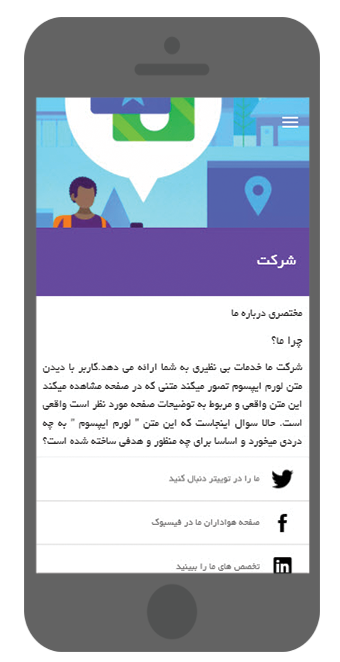 شرکت
مختصری درباره ما
چرا ما؟
شرکت ما خدمات بی نظیری به شما ارائه می دهد.کاربر با دیدن
متن لورم ایپسوم تصور میکند متنی که در صفحه مشاهده میکند
این متن واقعی و مربوط به توضیحات صفحه مورد نظر است واقعی
است. حالا سوال اینجاست که این متن " لورم ایپسوم " به چه
دردی میخورد و اساسا برای چه منظور و هدفی ساخته شده است؟
ما را در توییتر دنبال کنید
صفحه هواداران ما در فیسبوک
تخصص های ما را ببینید